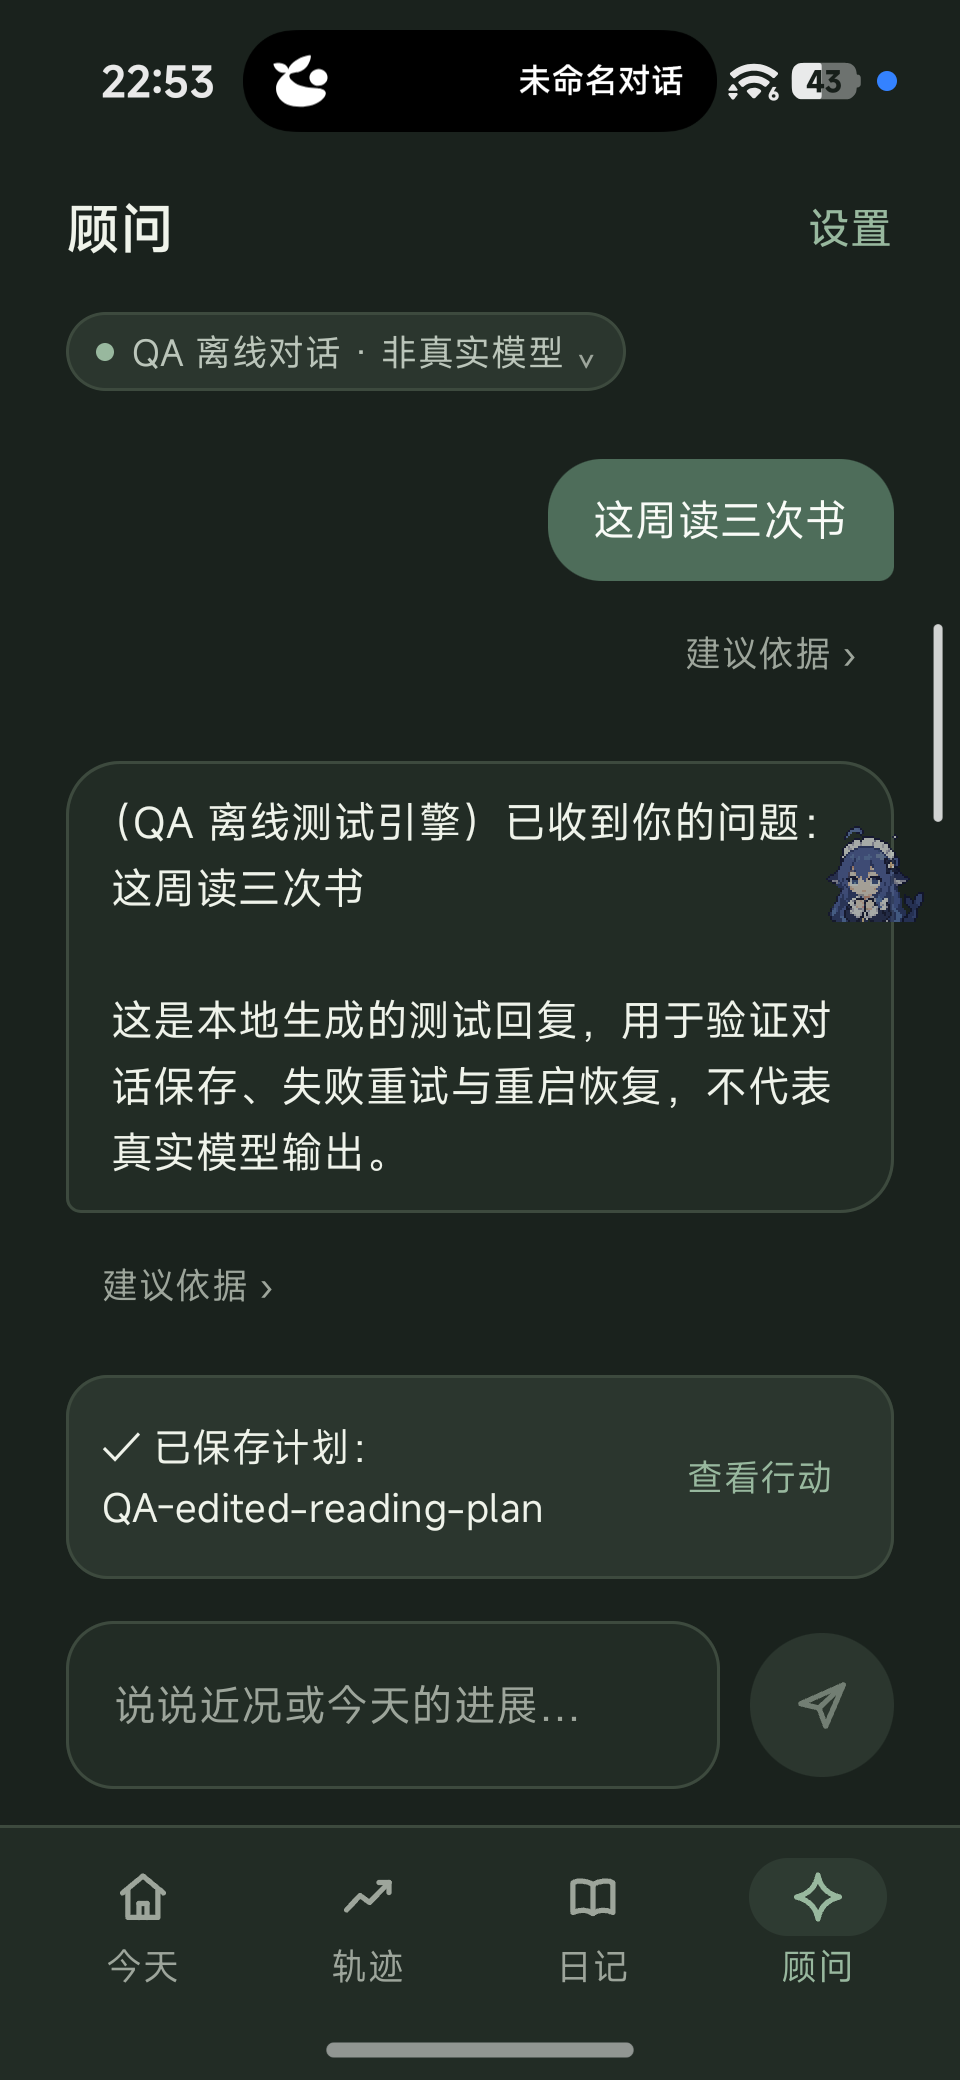 22:53
未命名对话
6
43
顾问
设置
QA 离线对话 · 非真实模型
这周读三次书
建议依据 ›
（QA 离线测试引擎）已收到你的问题：
这周读三次书
这是本地生成的测试回复，用于验证对
话保存、失败重试与重启恢复，不代表
真实模型输出。
建议依据 ›
✓ 已保存计划：
QA-edited-reading-plan
查看行动
说说近况或今天的进展...
今天
轨迹
日记
顾问